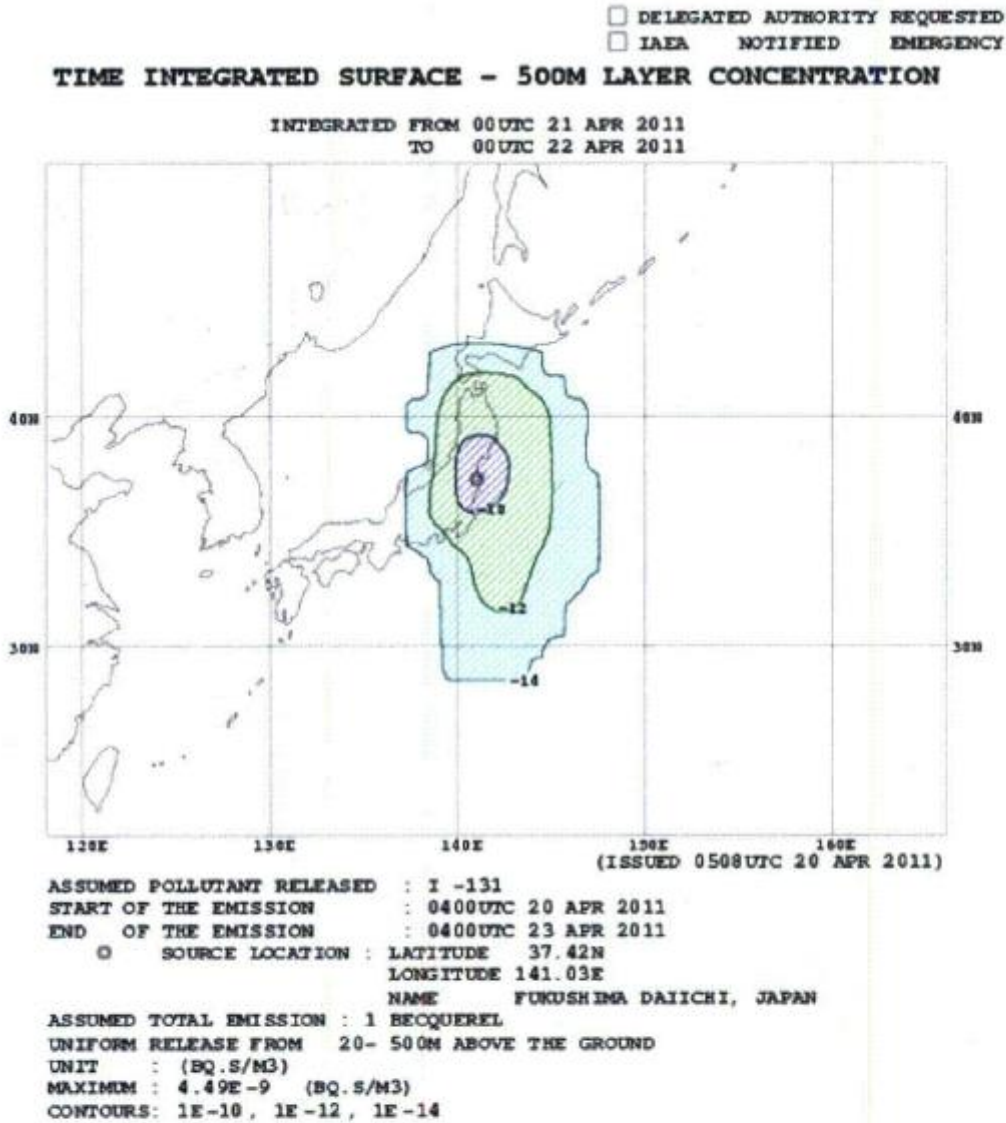 ☐ DELEGATED AUTHORITY REQUESTED
☐ IAEA NOTIFIED EMERGENCY
TIME INTEGRATED SURFACE - 500M LAYER CONCENTRATION
INTEGRATED FROM 00UTC 21 APR 2011
TO 00UTC 22 APR 2011
40N 40N
-10
-12
30N 30N
-14
120E 130E 140E 150E 160E
(ISSUED 0508UTC 20 APR 2011)
ASSUMED POLLUTANT RELEASED : I -131
START OF THE EMISSION : 0400UTC 20 APR 2011
END OF THE EMISSION : 0400UTC 23 APR 2011
SOURCE LOCATION : LATITUDE 37.42N
LONGITUDE 141.03E
NAME FUKUSHIMA DAIICHI, JAPAN
ASSUMED TOTAL EMISSION : 1 BECQUEREL
UNIFORM RELEASE FROM 20- 500M ABOVE THE GROUND
UNIT : (BQ.S/M3)
MAXIMUM : 4.49E-9 (BQ.S/M3)
CONTOURS: 1E-10, 1E-12, 1E-14